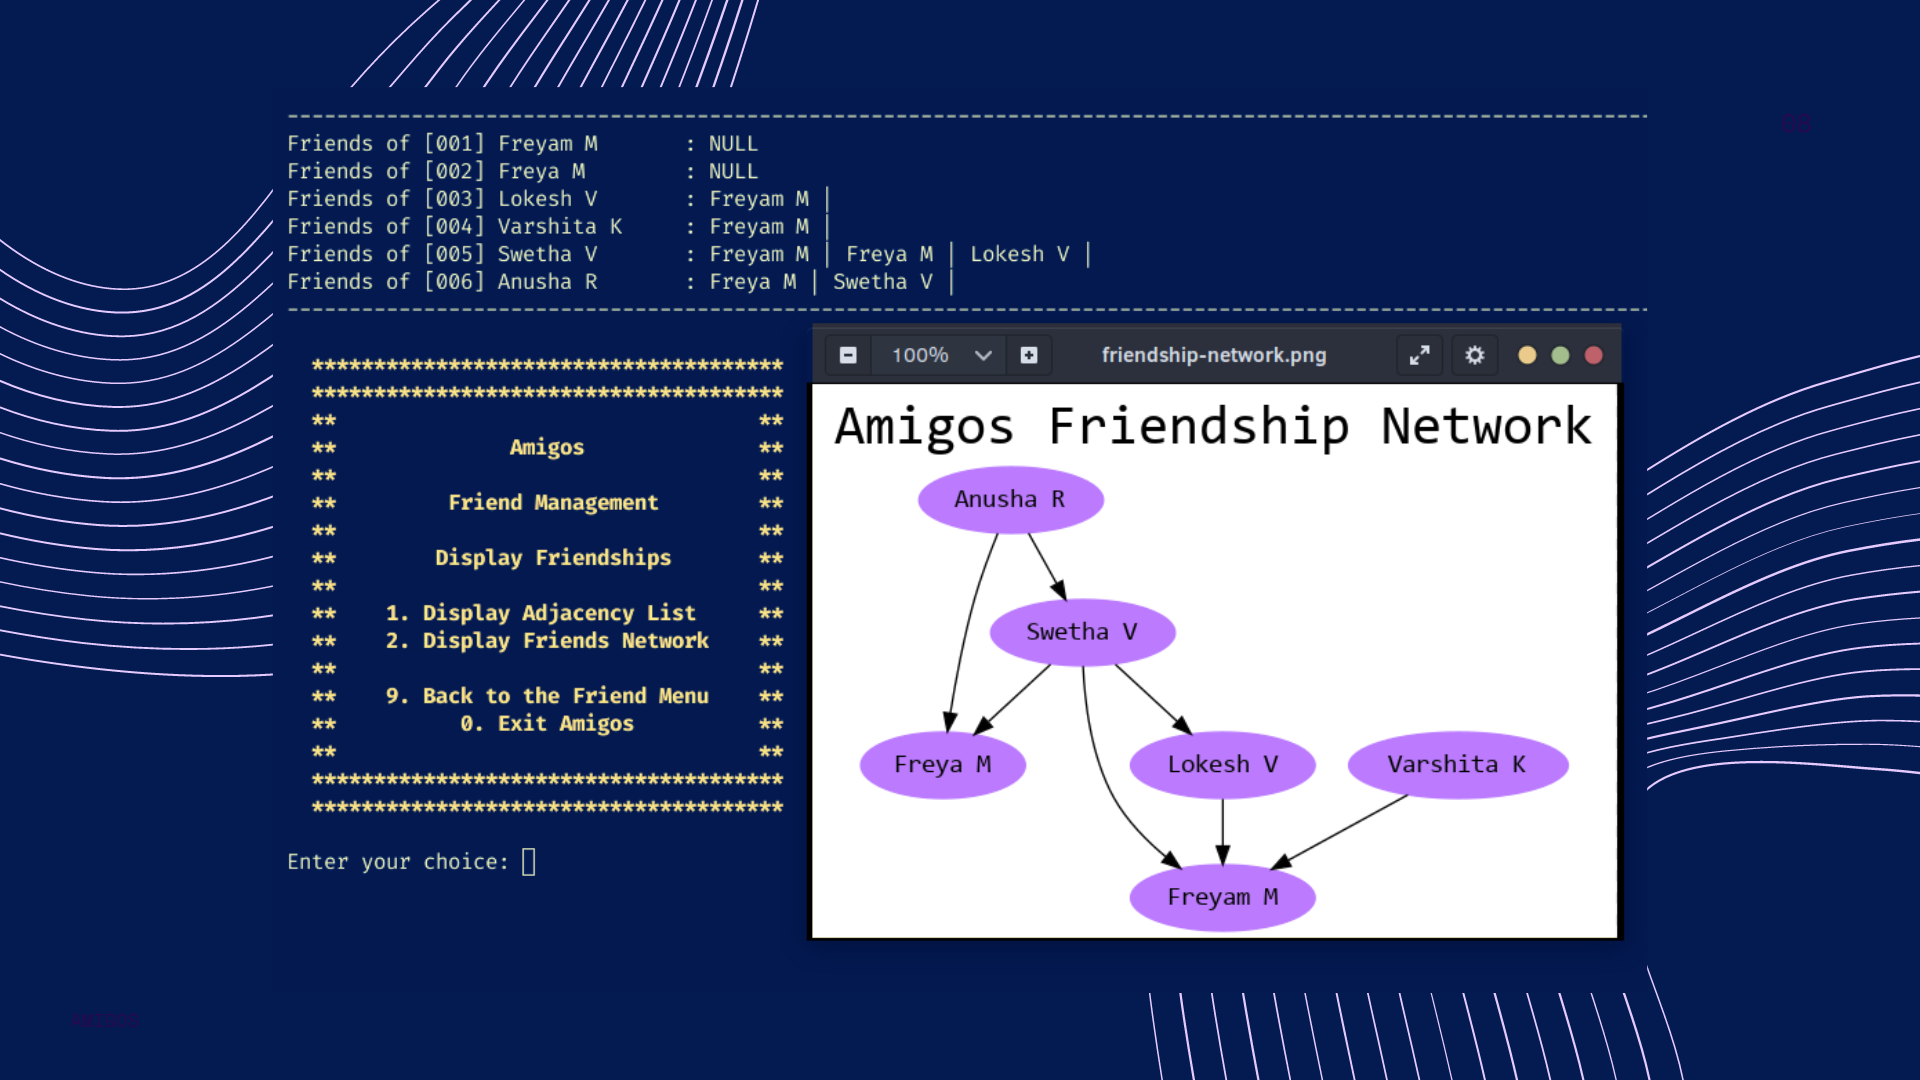 --------------------------------------------------------------------------------------------------------------
Friends of [001] Freyam M : NULL
Friends of [002] Freya M : NULL
Friends of [003] Lokesh V : Freyam M |
Friends of [004] Varshita K : Freyam M |
Friends of [005] Swetha V : Freyam M | Freya M | Lokesh V |
Friends of [006] Anusha R : Freya M | Swetha V |
--------------------------------------------------------------------------------------------------------------
**************************************
**************************************
** **
** Amigos **
** **
** Friend Management **
** **
** Display Friendships **
** **
** 1. Display Adjacency List **
** 2. Display Friends Network **
** **
** 9. Back to the Friend Menu **
** 0. Exit Amigos **
** **
**************************************
**************************************
Enter your choice:
100%
friendship-network.png
Amigos Friendship Network
Anusha R
Swetha V
Freya M
Lokesh V
Varshita K
Freyam M